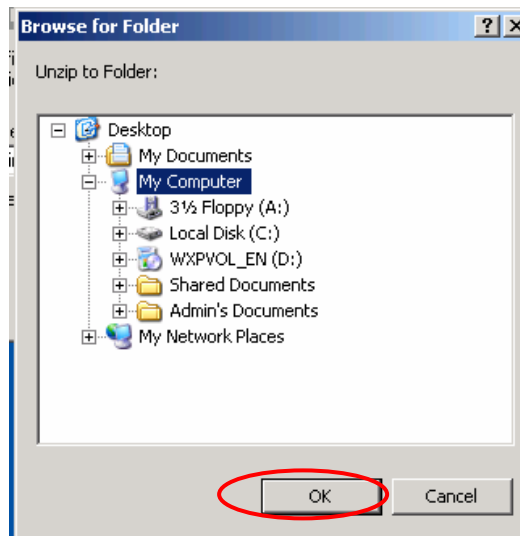 Browse for Folder
Unzip to Folder:
Desktop
My Documents
My Computer
3½ Floppy (A:)
Local Disk (C:)
WXPVOL_EN (D:)
Shared Documents
Admin's Documents
My Network Places
OK Cancel